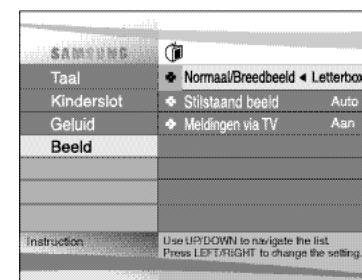 SAMSUNG
Taal
Kinderslot
Geluid
Beeld
Normaal/Breedbeeld ◄ Letterbox
Stilstaand beeld Auto
Meldingen via TV Aan
Instruction
Use UP/DOWN to navigate the list.
Press LEFT/RIGHT to change the setting.